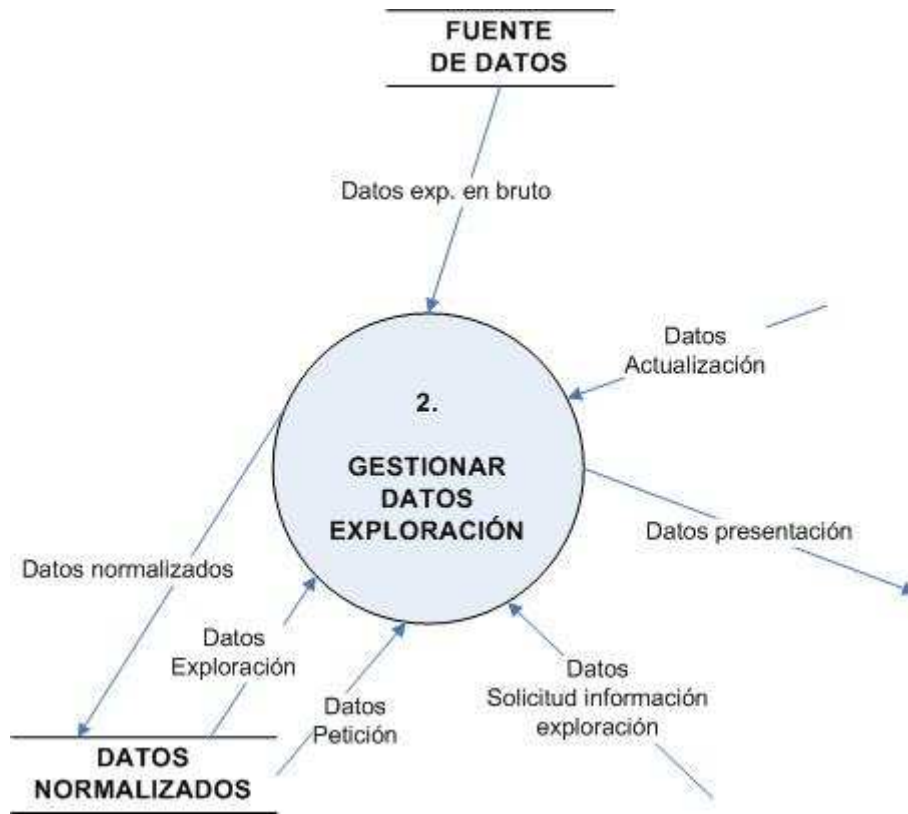 FUENTE
DE DATOS
Datos exp. en bruto
Datos
Actualización
2.
GESTIONAR
DATOS
EXPLORACIÓN
Datos presentación
Datos normalizados
Datos
Exploración
Datos
Petición
Datos
Solicitud información
exploración
DATOS
NORMALIZADOS